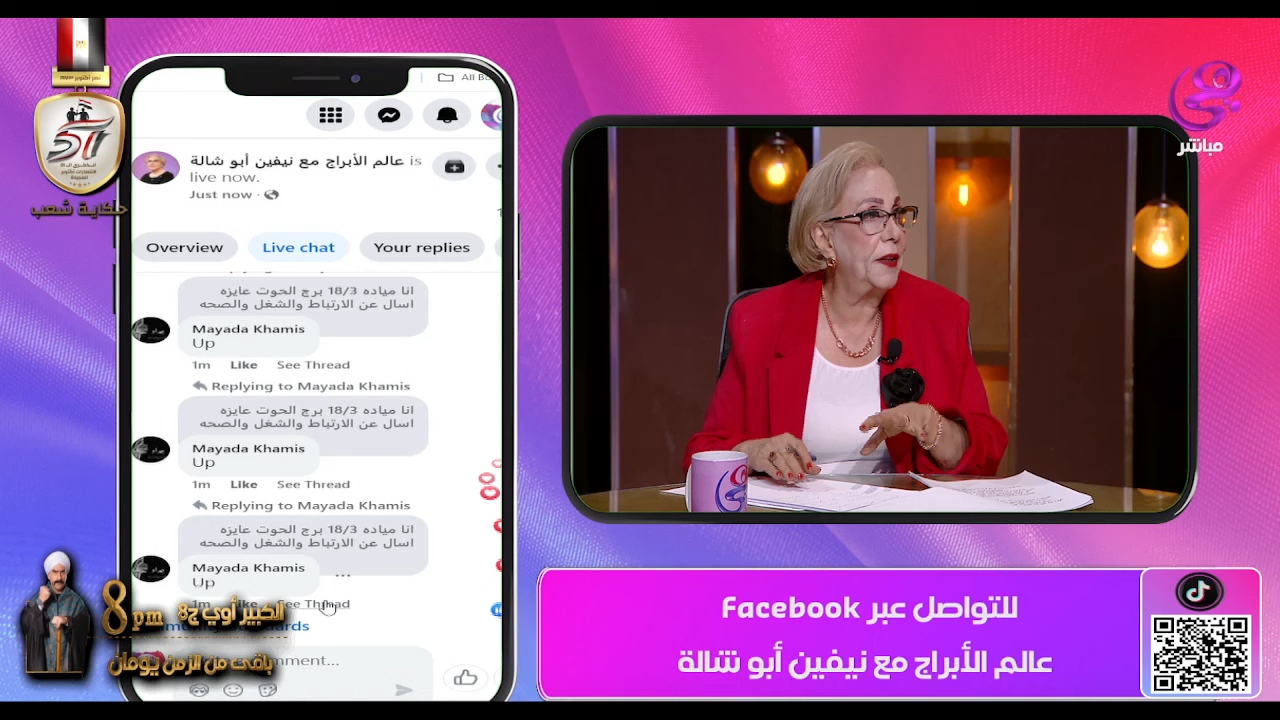 All Bo
عالم الأبراج مع نيفين أبو شالة is
live now.
Just now
Overview
Live chat
Your replies
انا مياده 18/3 برج الحوت عايزه
اسال عن الارتباط والشغل والصحه
Mayada Khamis
Up
1m Like See Thread
Replying to Mayada Khamis
انا مياده 18/3 برج الحوت عايزه
اسال عن الارتباط والشغل والصحه
Mayada Khamis
Up
1m Like See Thread
Replying to Mayada Khamis
انا مياده 18/3 برج الحوت عايزه
اسال عن الارتباط والشغل والصحه
Mayada Khamis
Up
...
1m
حكاية شعب
8 pm الكبير أوي ج8
باقى من الزمن يومان
مباشر
للتواصل عبر Facebook
عالم الأبراج مع نيفين أبو شالة